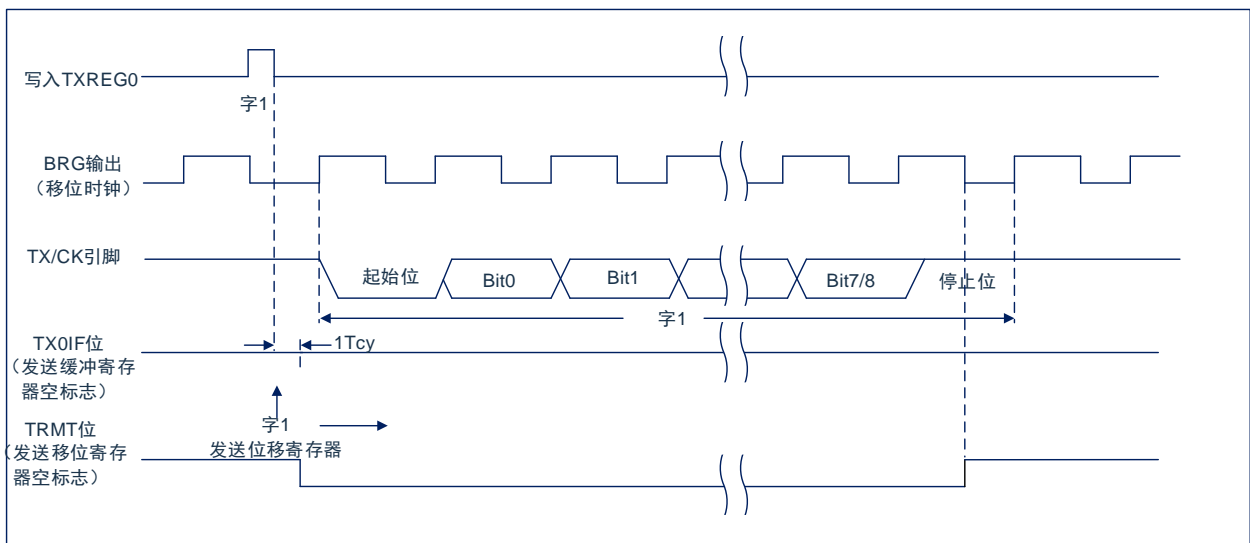 写入TXREG0
字1
BRG输出
（移位时钟）
TX/CK引脚
起始位
Bit0
Bit1
Bit7/8
停止位
字1
TX0IF位
（发送缓冲寄存
器空标志）
1Tcy
字1
发送位移寄存器
TRMT位
（发送移位寄存
器空标志）